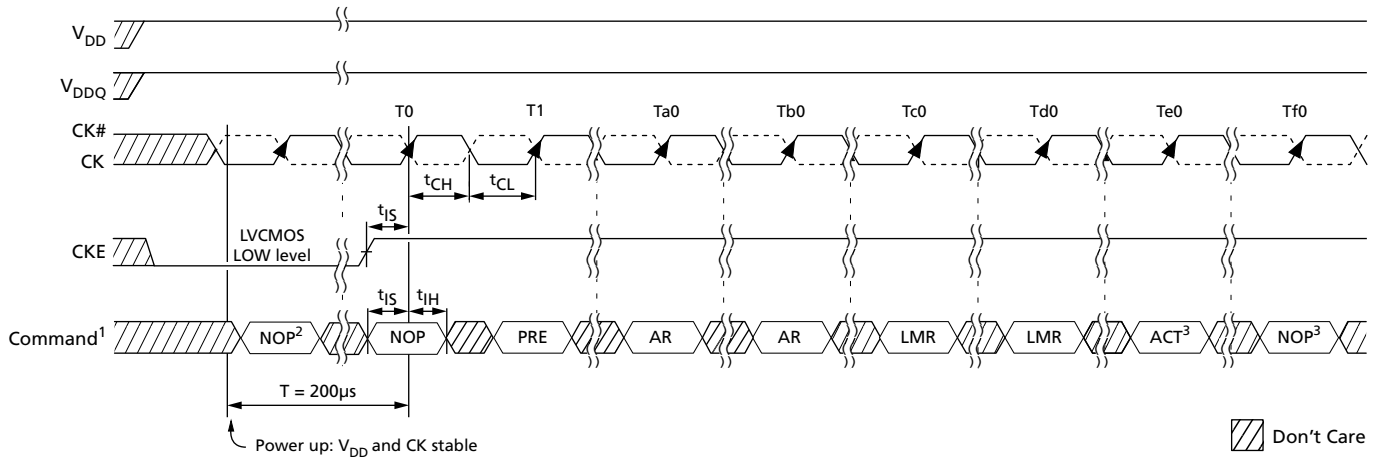 VDD
VDDQ
T0 T1 Ta0 Tb0 Tc0 Td0 Te0 Tf0
CK#
CK
tCH tCL
tIS
CKE
LVCMOS
LOW level
tIS tIH
Command1 NOP2 NOP PRE AR AR LMR LMR ACT3 NOP3
T = 200µs
Power up: VDD and CK stable
Don't Care